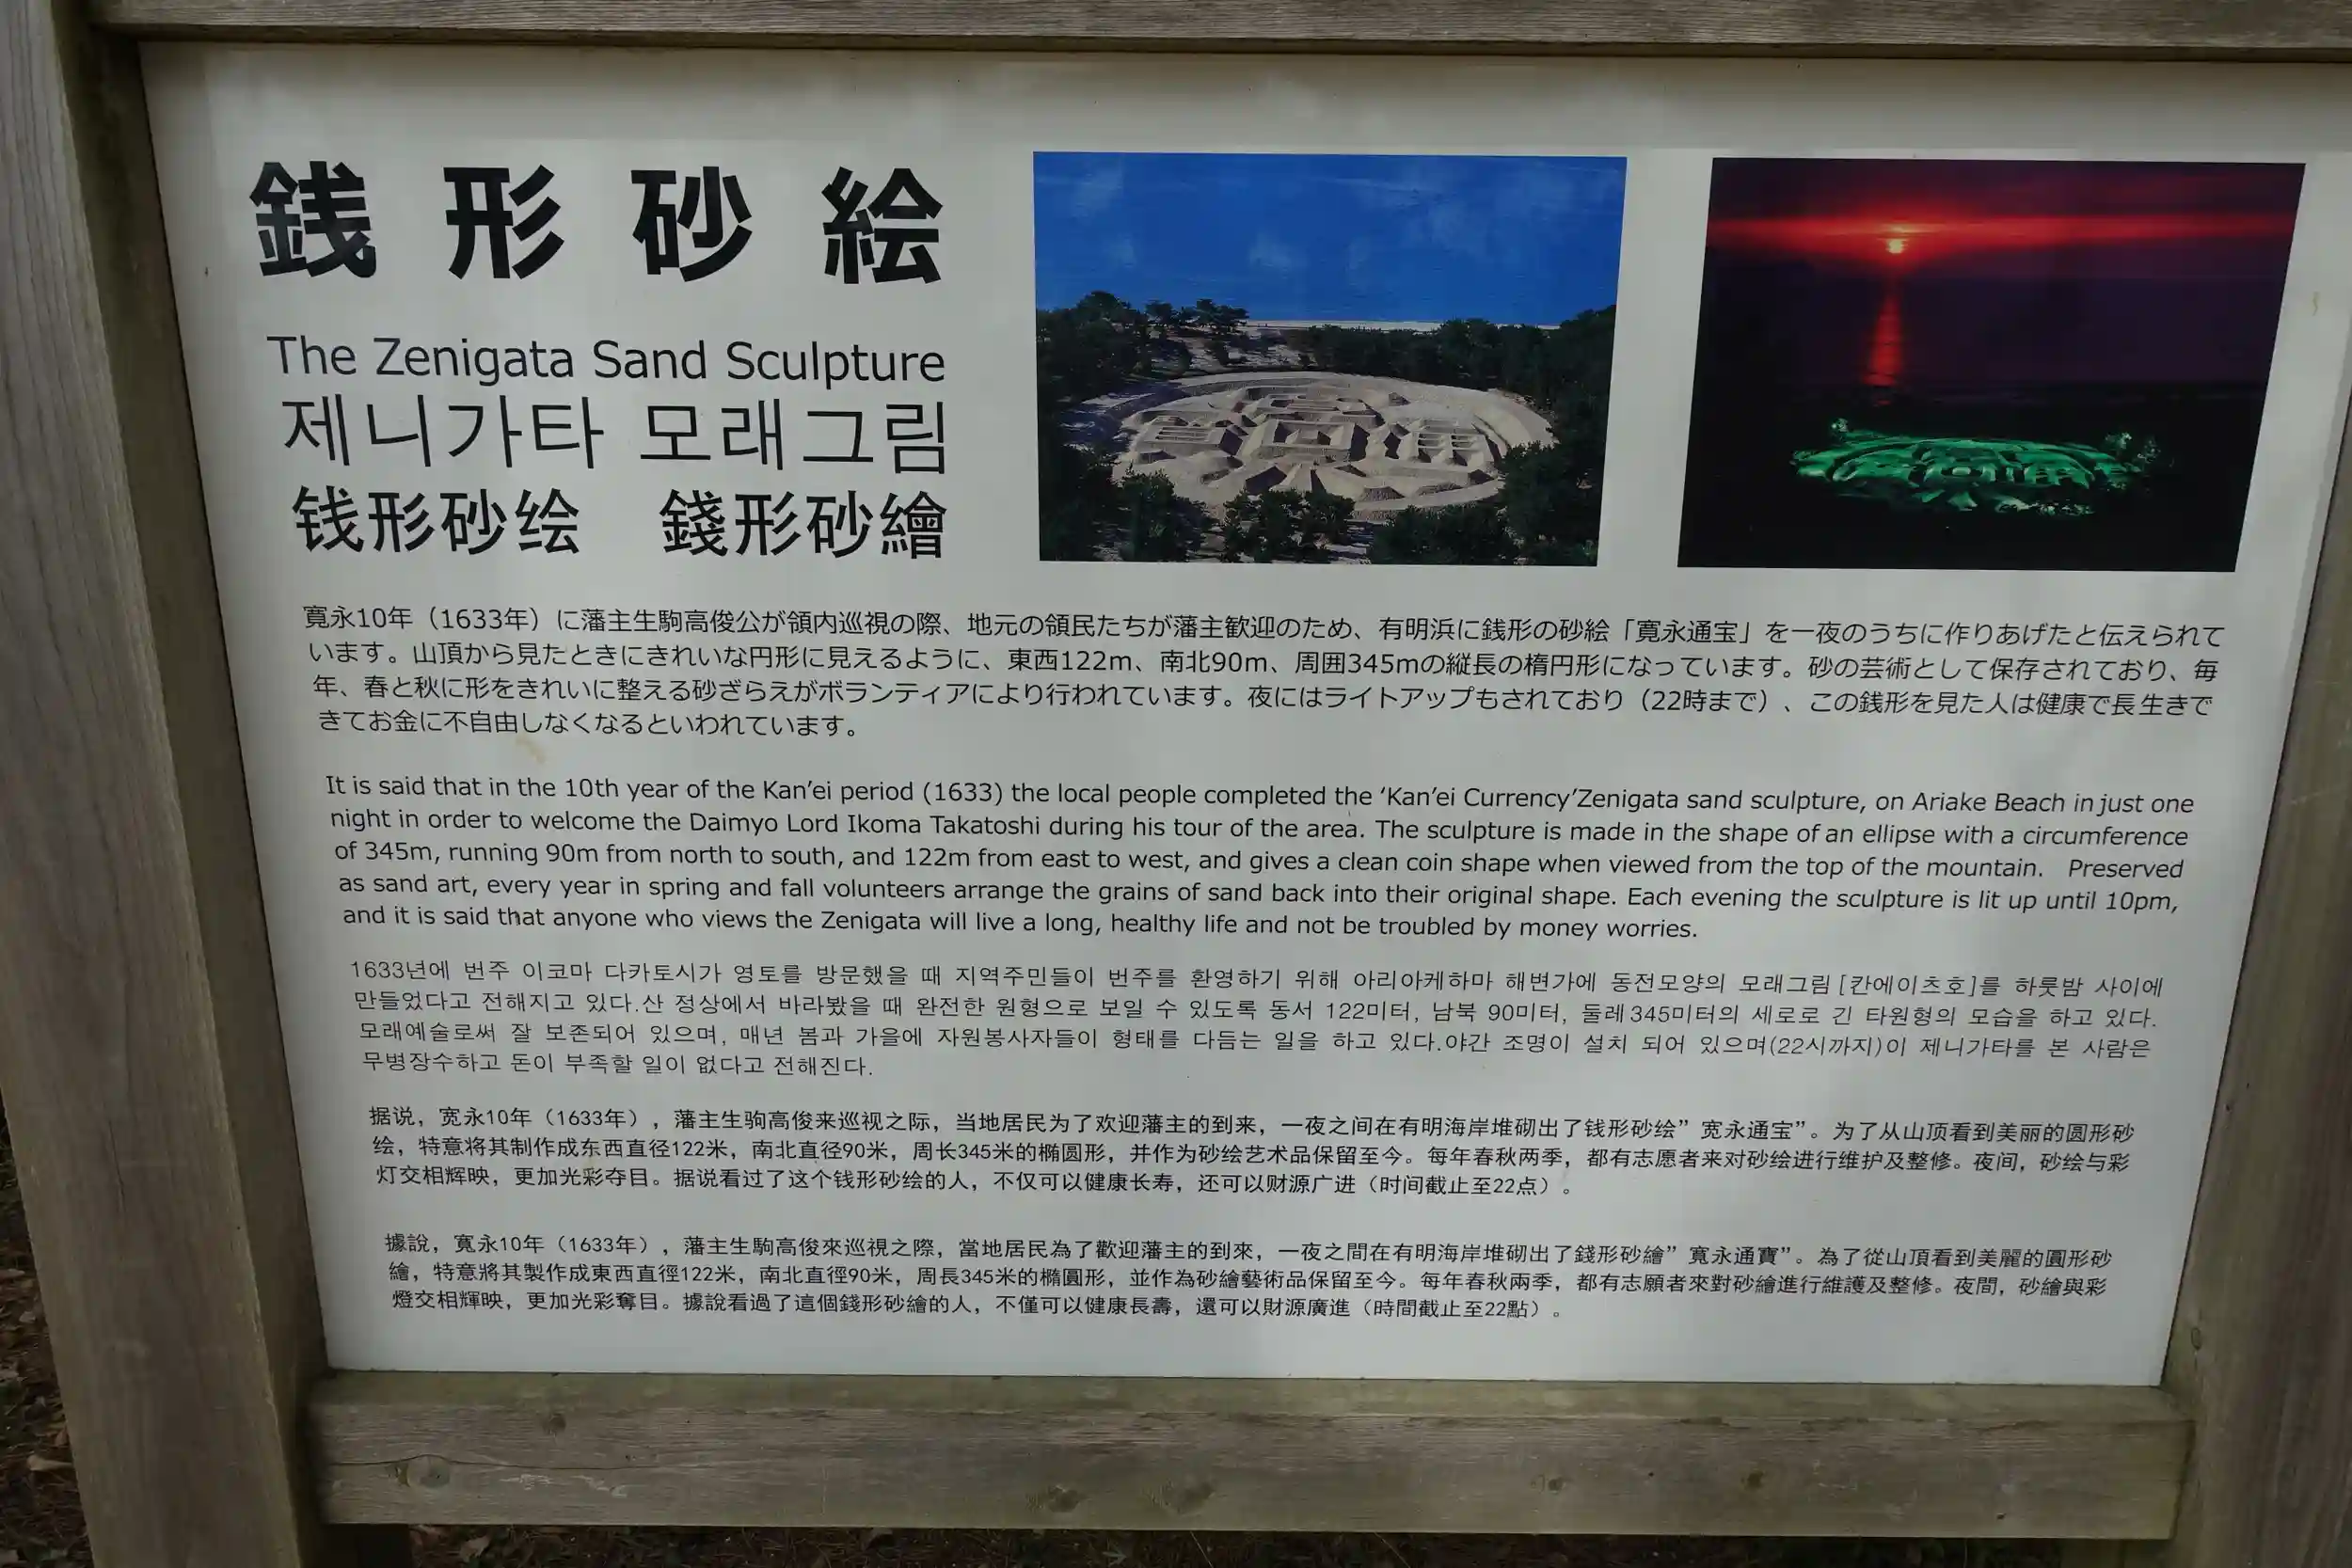 銭形砂絵
The Zenigata Sand Sculpture
제니가타 모래그림
钱形砂绘　錢形砂繪
寛永10年（1633年）に藩主生駒高俊公が領内巡視の際、地元の領民たちが藩主歓迎のため、有明浜に銭形の砂絵「寛永通宝」を一夜のうちに作りあげたと伝えられて
います。山頂から見たときにきれいな円形に見えるように、東西122m、南北90m、周囲345mの縦長の楕円形になっています。砂の芸術として保存されており、毎
年、春と秋に形をきれいに整える砂ざらえがボランティアにより行われています。夜にはライトアップもされており（22時まで）、この銭形を見た人は健康で長生きで
きてお金に不自由しなくなるといわれています。
It is said that in the 10th year of the Kan’ei period (1633) the local people completed the ‘Kan’ei Currency’Zenigata sand sculpture, on Ariake Beach in just one
night in order to welcome the Daimyo Lord Ikoma Takatoshi during his tour of the area. The sculpture is made in the shape of an ellipse with a circumference
of 345m, running 90m from north to south, and 122m from east to west, and gives a clean coin shape when viewed from the top of the mountain. Preserved
as sand art, every year in spring and fall volunteers arrange the grains of sand back into their original shape. Each evening the sculpture is lit up until 10pm,
and it is said that anyone who views the Zenigata will live a long, healthy life and not be troubled by money worries.
1633년에 번주 이코마 다카토시가 영토를 방문했을 때 지역주민들이 번주를 환영하기 위해 아리아케하마 해변가에 동전모양의 모래그림 [칸에이츠호]를 하룻밤 사이에
만들었다고 전해지고 있다.산 정상에서 바라봤을 때 완전한 원형으로 보일 수 있도록 동서 122미터, 남북 90미터, 둘레345미터의 세로로 긴 타원형의 모습을 하고 있다.
모래예술로써 잘 보존되어 있으며, 매년 봄과 가을에 자원봉사자들이 형태를 다듬는 일을 하고 있다.야간 조명이 설치 되어 있으며(22시까지)이 제니가타를 본 사람은
무병장수하고 돈이 부족할 일이 없다고 전해진다.
据说，宽永10年（1633年），藩主生驹高俊来巡视之际，当地居民为了欢迎藩主的到来，一夜之间在有明海岸堆砌出了钱形砂绘”宽永通宝”。为了从山顶看到美丽的圆形砂
绘，特意将其制作成东西直径122米，南北直径90米，周长345米的椭圆形，并作为砂绘艺术品保留至今。每年春秋两季，都有志愿者来对砂绘进行维护及整修。夜间，砂绘与彩
灯交相辉映，更加光彩夺目。据说看过了这个钱形砂绘的人，不仅可以健康长寿，还可以财源广进（时间截止至22点）。
據說，寬永10年（1633年），藩主生駒高俊來巡視之際，當地居民為了歡迎藩主的到來，一夜之間在有明海岸堆砌出了錢形砂繪”寬永通寶”。為了從山頂看到美麗的圓形砂
繪，特意將其製作成東西直徑122米，南北直徑90米，周長345米的橢圓形，並作為砂繪藝術品保留至今。每年春秋兩季，都有志願者來對砂繪進行維護及整修。夜間，砂繪與彩
燈交相輝映，更加光彩奪目。據說看過了這個錢形砂繪的人，不僅可以健康長壽，還可以財源廣進（時間截止至22點）。